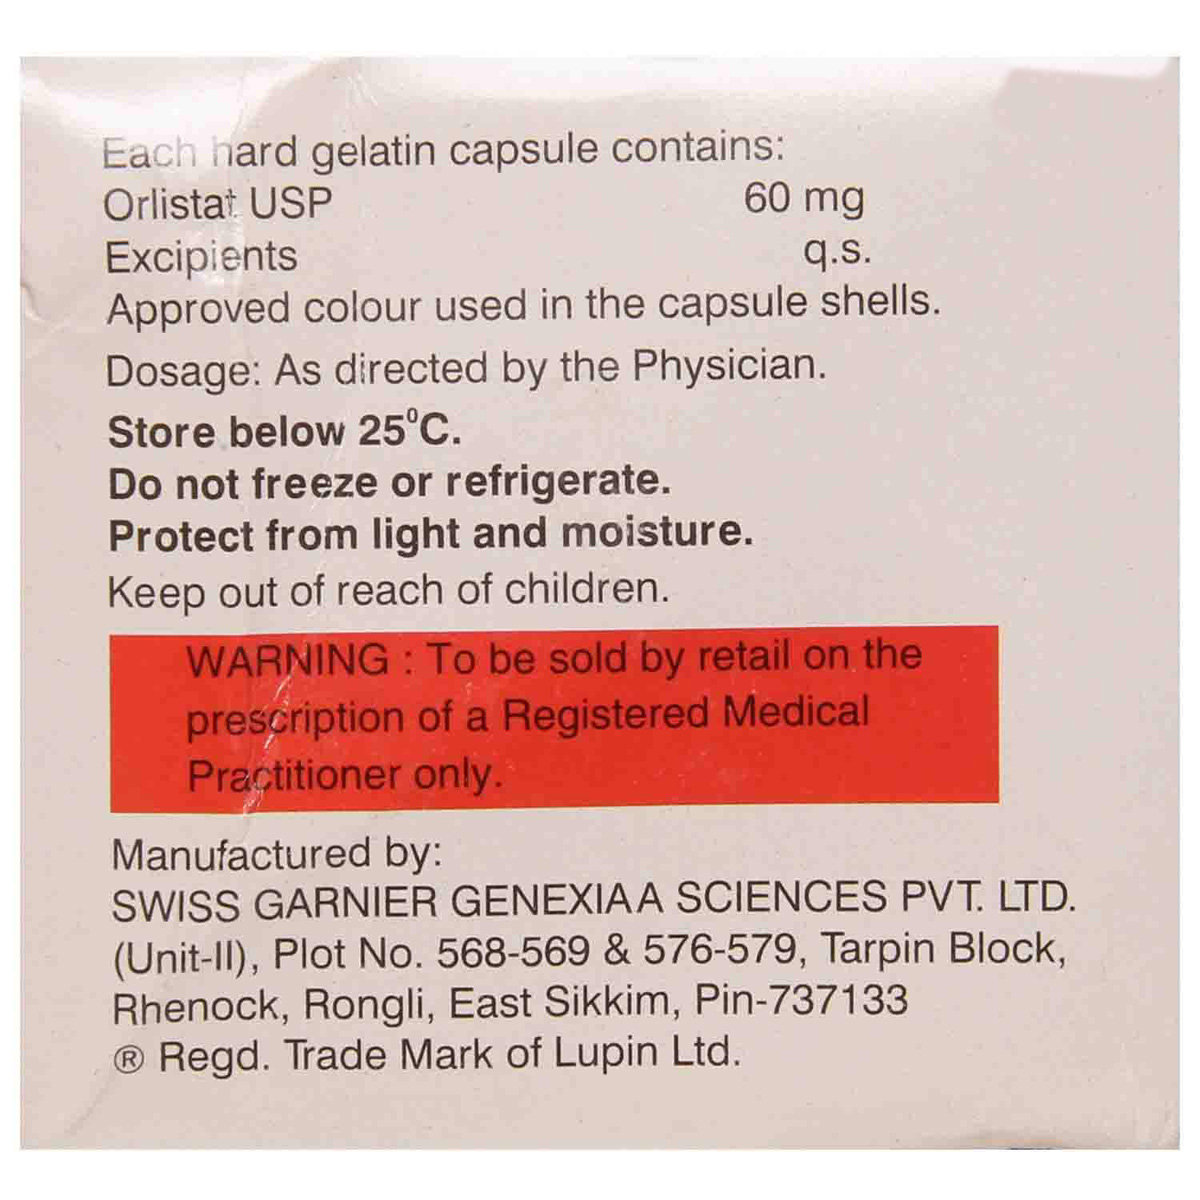 Each hard gelatin capsule contains:
Orlistat USP 60 mg
Excipients q.s.
Approved colour used in the capsule shells.
Dosage: As directed by the Physician.
Store below 25⁰C.
Do not freeze or refrigerate.
Protect from light and moisture.
Keep out of reach of children.
WARNING : To be sold by retail on the
prescription of a Registered Medical
Practitioner only.
Manufactured by:
SWISS GARNIER GENEXIAA SCIENCES PVT. LTD.
(Unit-II), Plot No. 568-569 & 576-579, Tarpin Block,
Rhenock, Rongli, East Sikkim, Pin-737133
® Regd. Trade Mark of Lupin Ltd.